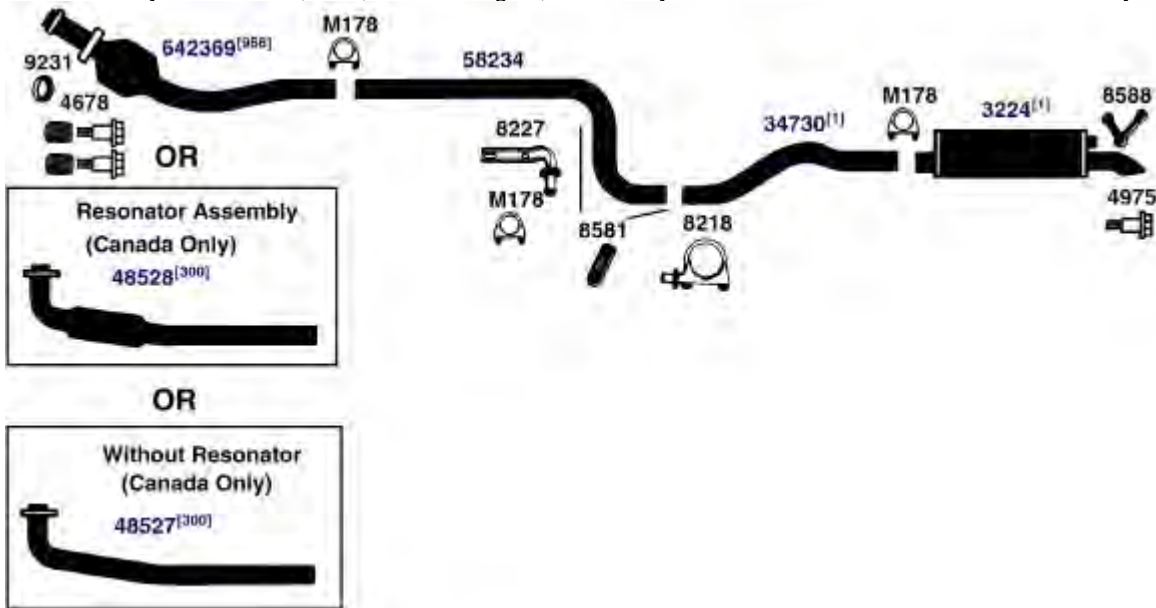 M178
642369[956]
9231
58234
4678
M178
3224[1]
8588
8227
34730[1]
OR
4975
M178
8581
8218
Resonator Assembly
(Canada Only)
48528[300]
OR
Without Resonator
(Canada Only)
48527[300]